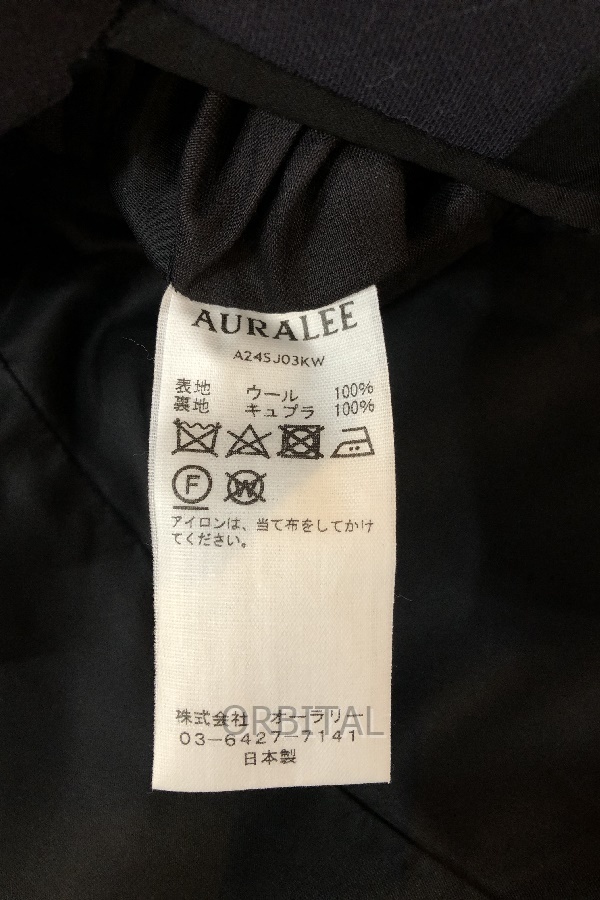 AURALEE
A24SJ03KW
表地 ウール 100%
裏地 キュプラ 100%
F W
アイロンは、当て布をしてかけ
てください。
株式会社 オーラリー
ORBITAL
03-6427-7141
日本製